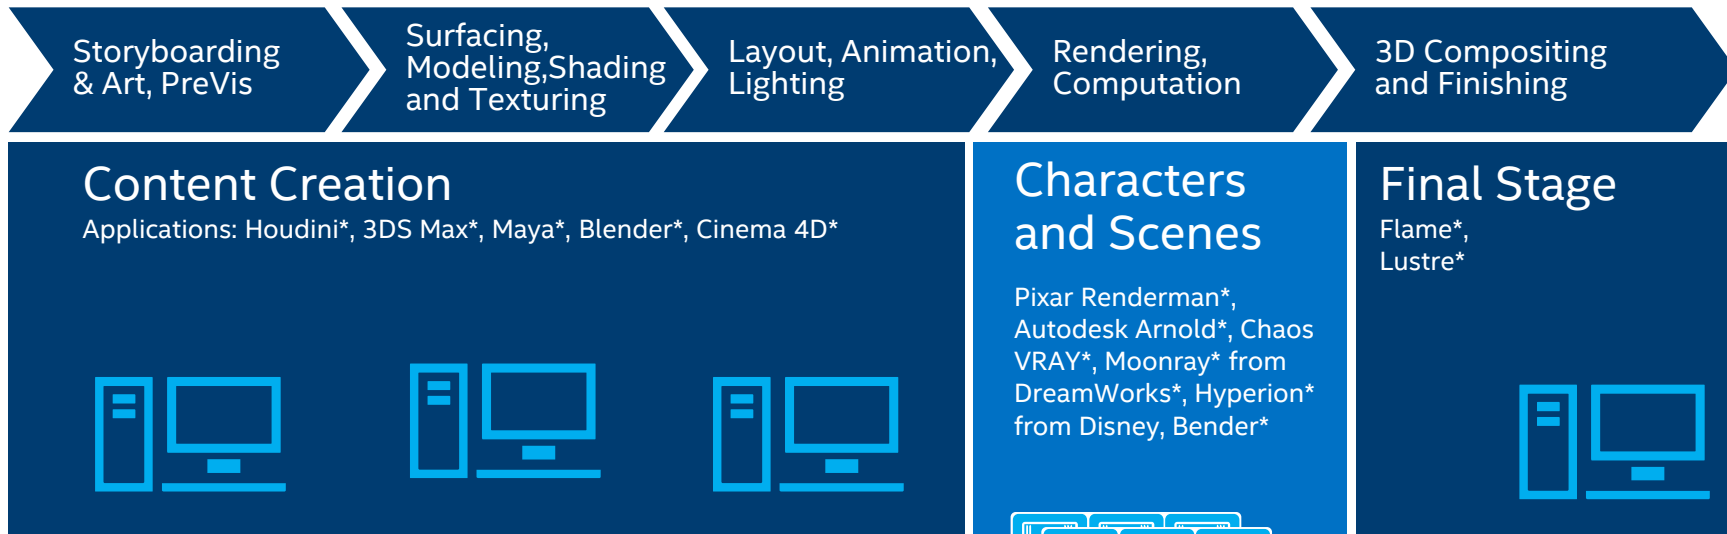 Storyboarding
& Art, PreVis
Surfacing,
Modeling,Shading
and Texturing
Layout, Animation,
Lighting
Rendering,
Computation
3D Compositing
and Finishing
Content Creation
Applications: Houdini*, 3DS Max*, Maya*, Blender*, Cinema 4D*
Characters
and Scenes
Pixar Renderman*,
Autodesk Arnold*, Chaos
VRAY*, Moonray* from
DreamWorks*, Hyperion*
from Disney, Bender*
Final Stage
Flame*,
Lustre*